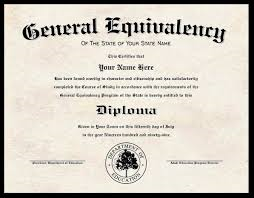 General Equivalency
Of The State of Your State Name
This Certifies that
Your Name Here
Has been found worthy in character and citizenship and has satisfactorily
completed the Course of Study in accordance with the requirements of the
General Equivalency Program of the State is hereby entitled to this
Diploma
Given in Your Town on this fifteenth day of July
in the year Nineteen hundred and ninety-nine
DEPARTMENT OF
EDUCATION
President, Department of Education
Adult Education Program Director